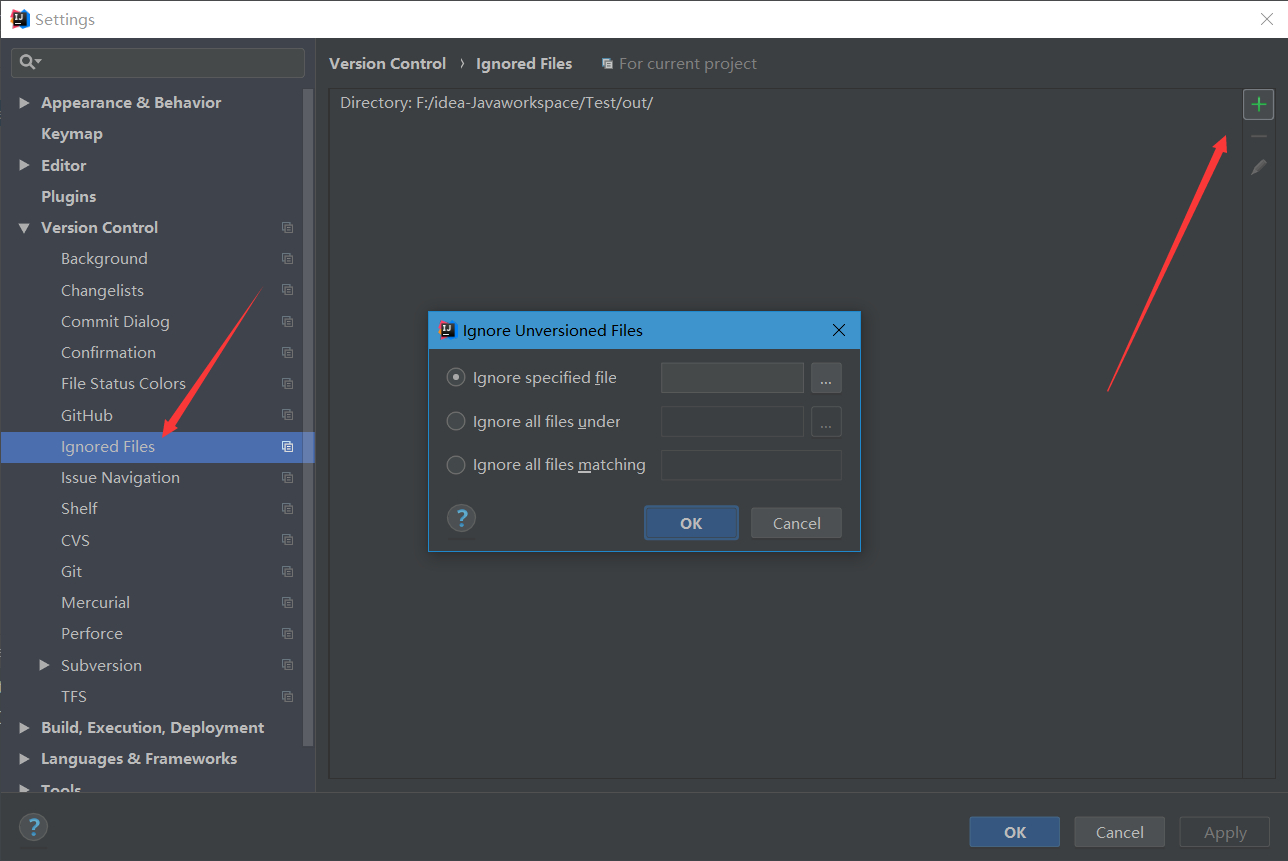 Settings
Version Control › Ignored Files For current project
Appearance & Behavior
Keymap
Editor
Plugins
Version Control
Background
Changelists
Commit Dialog
Confirmation
File Status Colors
GitHub
Ignored Files
Issue Navigation
Shelf
CVS
Git
Mercurial
Perforce
Subversion
TFS
Build, Execution, Deployment
Languages & Frameworks
Tools
Directory: F:/idea-Javaworkspace/Test/out/
Ignore Unversioned Files
Ignore specified file ...
Ignore all files under ...
Ignore all files matching
? OK Cancel
? OK Cancel Apply